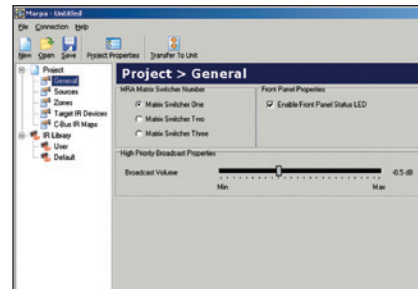 Marpa - Untitled
File Connection Help
New Open Save Project Properties Transfer To Unit
Project
General
Sources
Zones
Target IR Devices
C-Bus IR Maps
IR Library
User
Default
Project > General
MRA Matrix Switcher Number
Matrix Switcher One
Matrix Switcher Two
Matrix Switcher Three
Front Panel Properties
Enable Front Panel Status LED
High Priority Broadcast Properties
Broadcast Volume
-0.5 dB
Min
Max